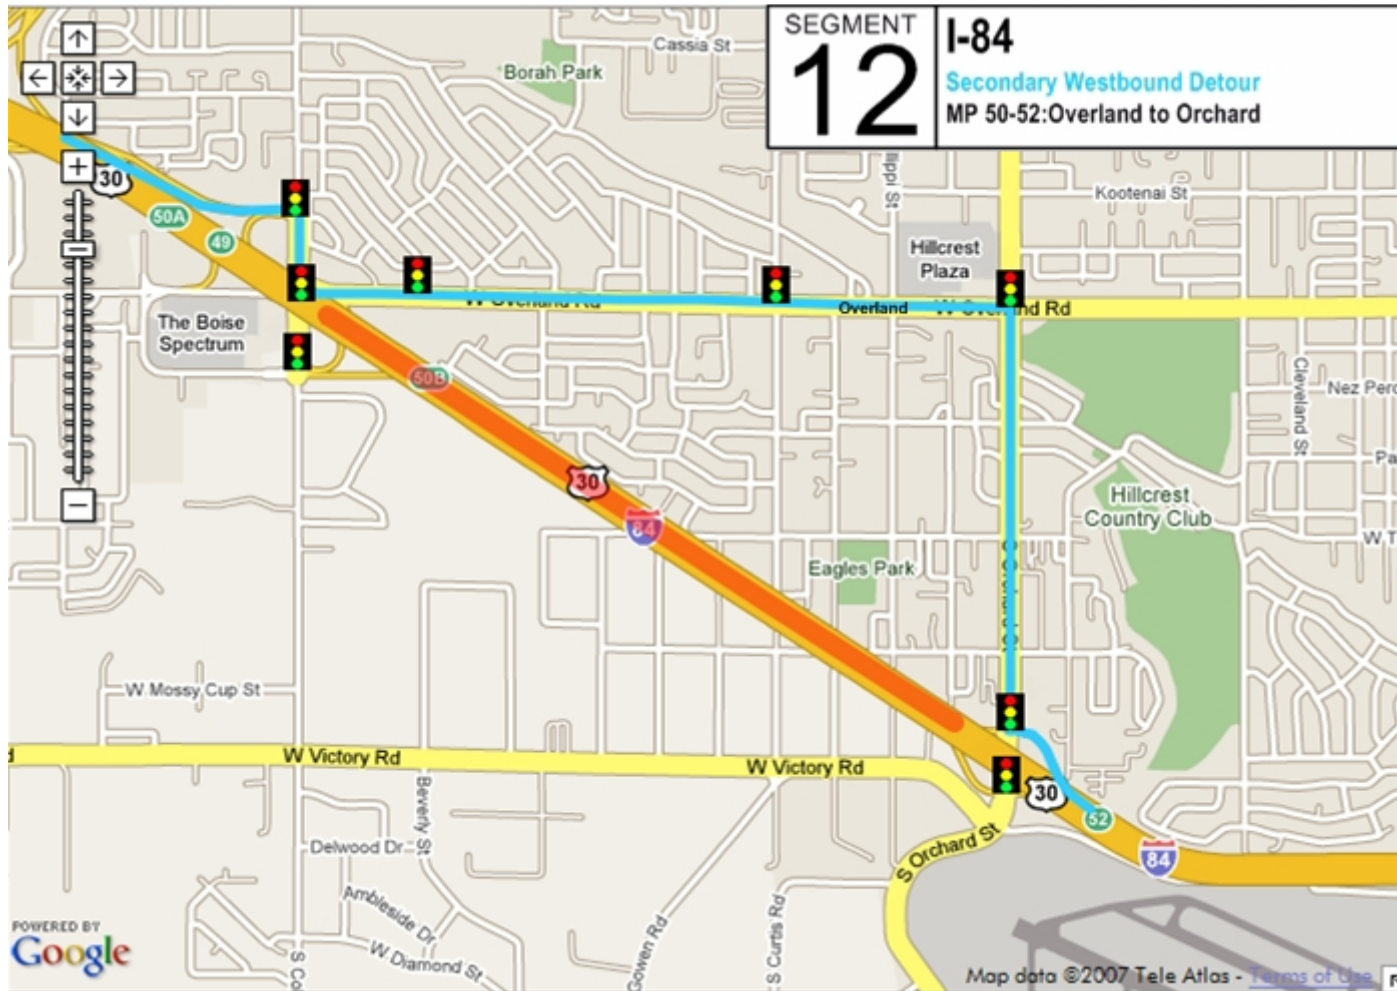 SEGMENT
12
I-84
Secondary Westbound Detour
MP 50-52:Overland to Orchard
Cassia St
Borah Park
30
50A
49
Kootenai St
Hillcrest
Plaza
W Overland Rd
Overland
W Overland Rd
The Boise
Spectrum
50B
Cleveland St
30
84
Hillcrest
Country Club
Eagles Park
W Mossy Cup St
W Victory Rd
W Victory Rd
30
52
84
Beverly St
S Orchard St
Delwood Dr
Ambleside Dr
W Diamond St
Gowen Rd
S Curtis Rd
POWERED BY
Google
Map data ©2007 Tele Atlas - Terms of Use